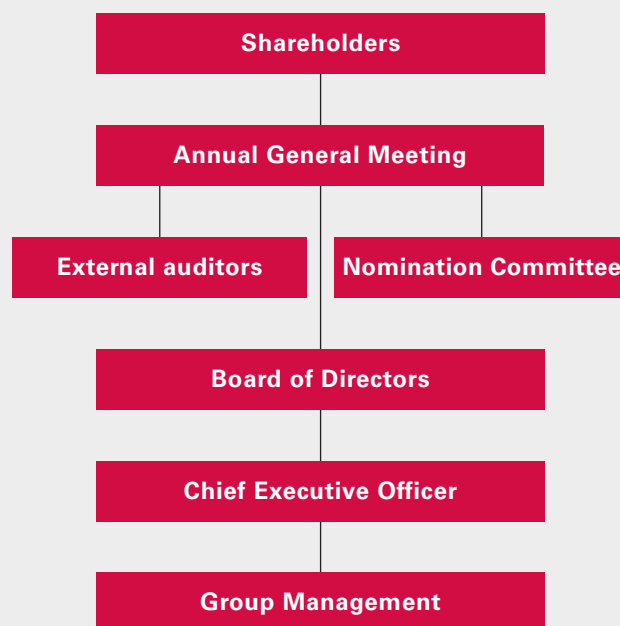 Shareholders
Annual General Meeting
External auditors
Nomination Committee
Board of Directors
Chief Executive Officer
Group Management